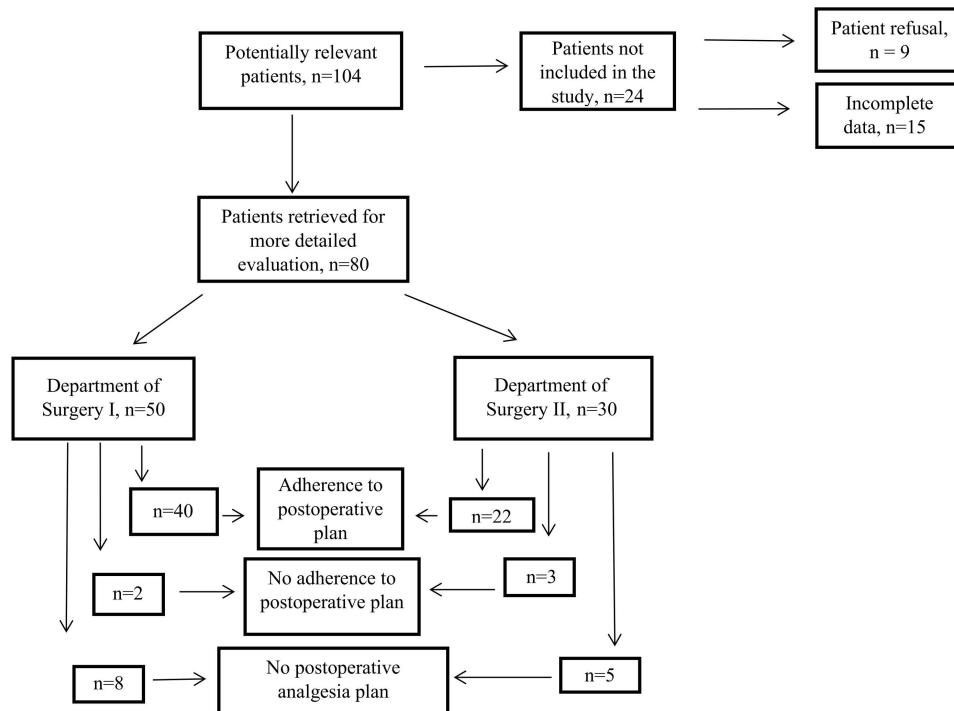 Potentially relevant
patients, n=104
Patients not
included in the
study, n=24
Patient refusal,
n = 9
Incomplete
data, n=15
Patients retrieved for
more detailed
evaluation, n=80
Department of
Surgery I, n=50
Department of
Surgery II, n=30
n=40
Adherence to
postoperative
plan
n=22
n=2
No adherence to
postoperative plan
n=3
n=8
No postoperative
analgesia plan
n=5